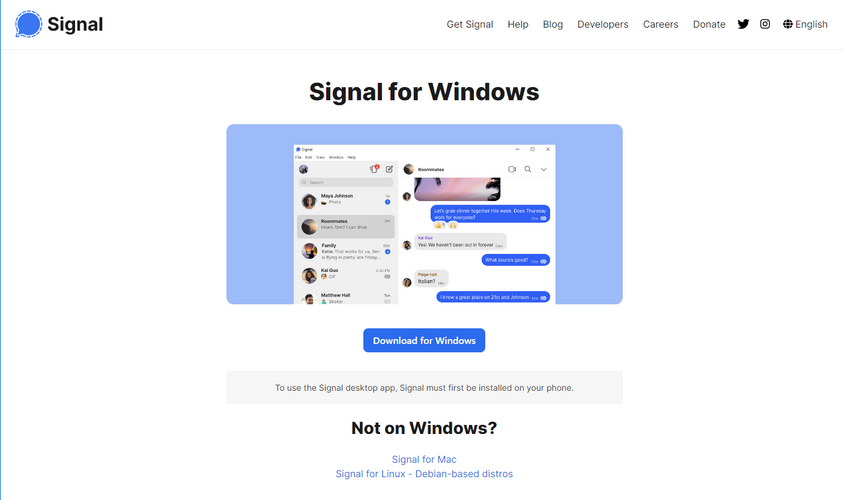 Signal
Get Signal
Help
Blog
Developers
Careers
Donate
English
Signal for Windows
Signal
File Edit View Window Help
Search
Maya Johnson
Photo
Roommates
Family
Kai Guo
GIF
Matthew Hall
Tue
Sticker
Roommates
Let's grab dinner together this week. Does Thursday
work for everyone?
Kai Guo
Yes! We haven't been out in forever
What sounds good?
Paige Hall
Italian?
I know a great place on 21st and Johnson
Download for Windows
To use the Signal desktop app, Signal must first be installed on your phone.
Not on Windows?
Signal for Mac
Signal for Linux - Debian-based distros